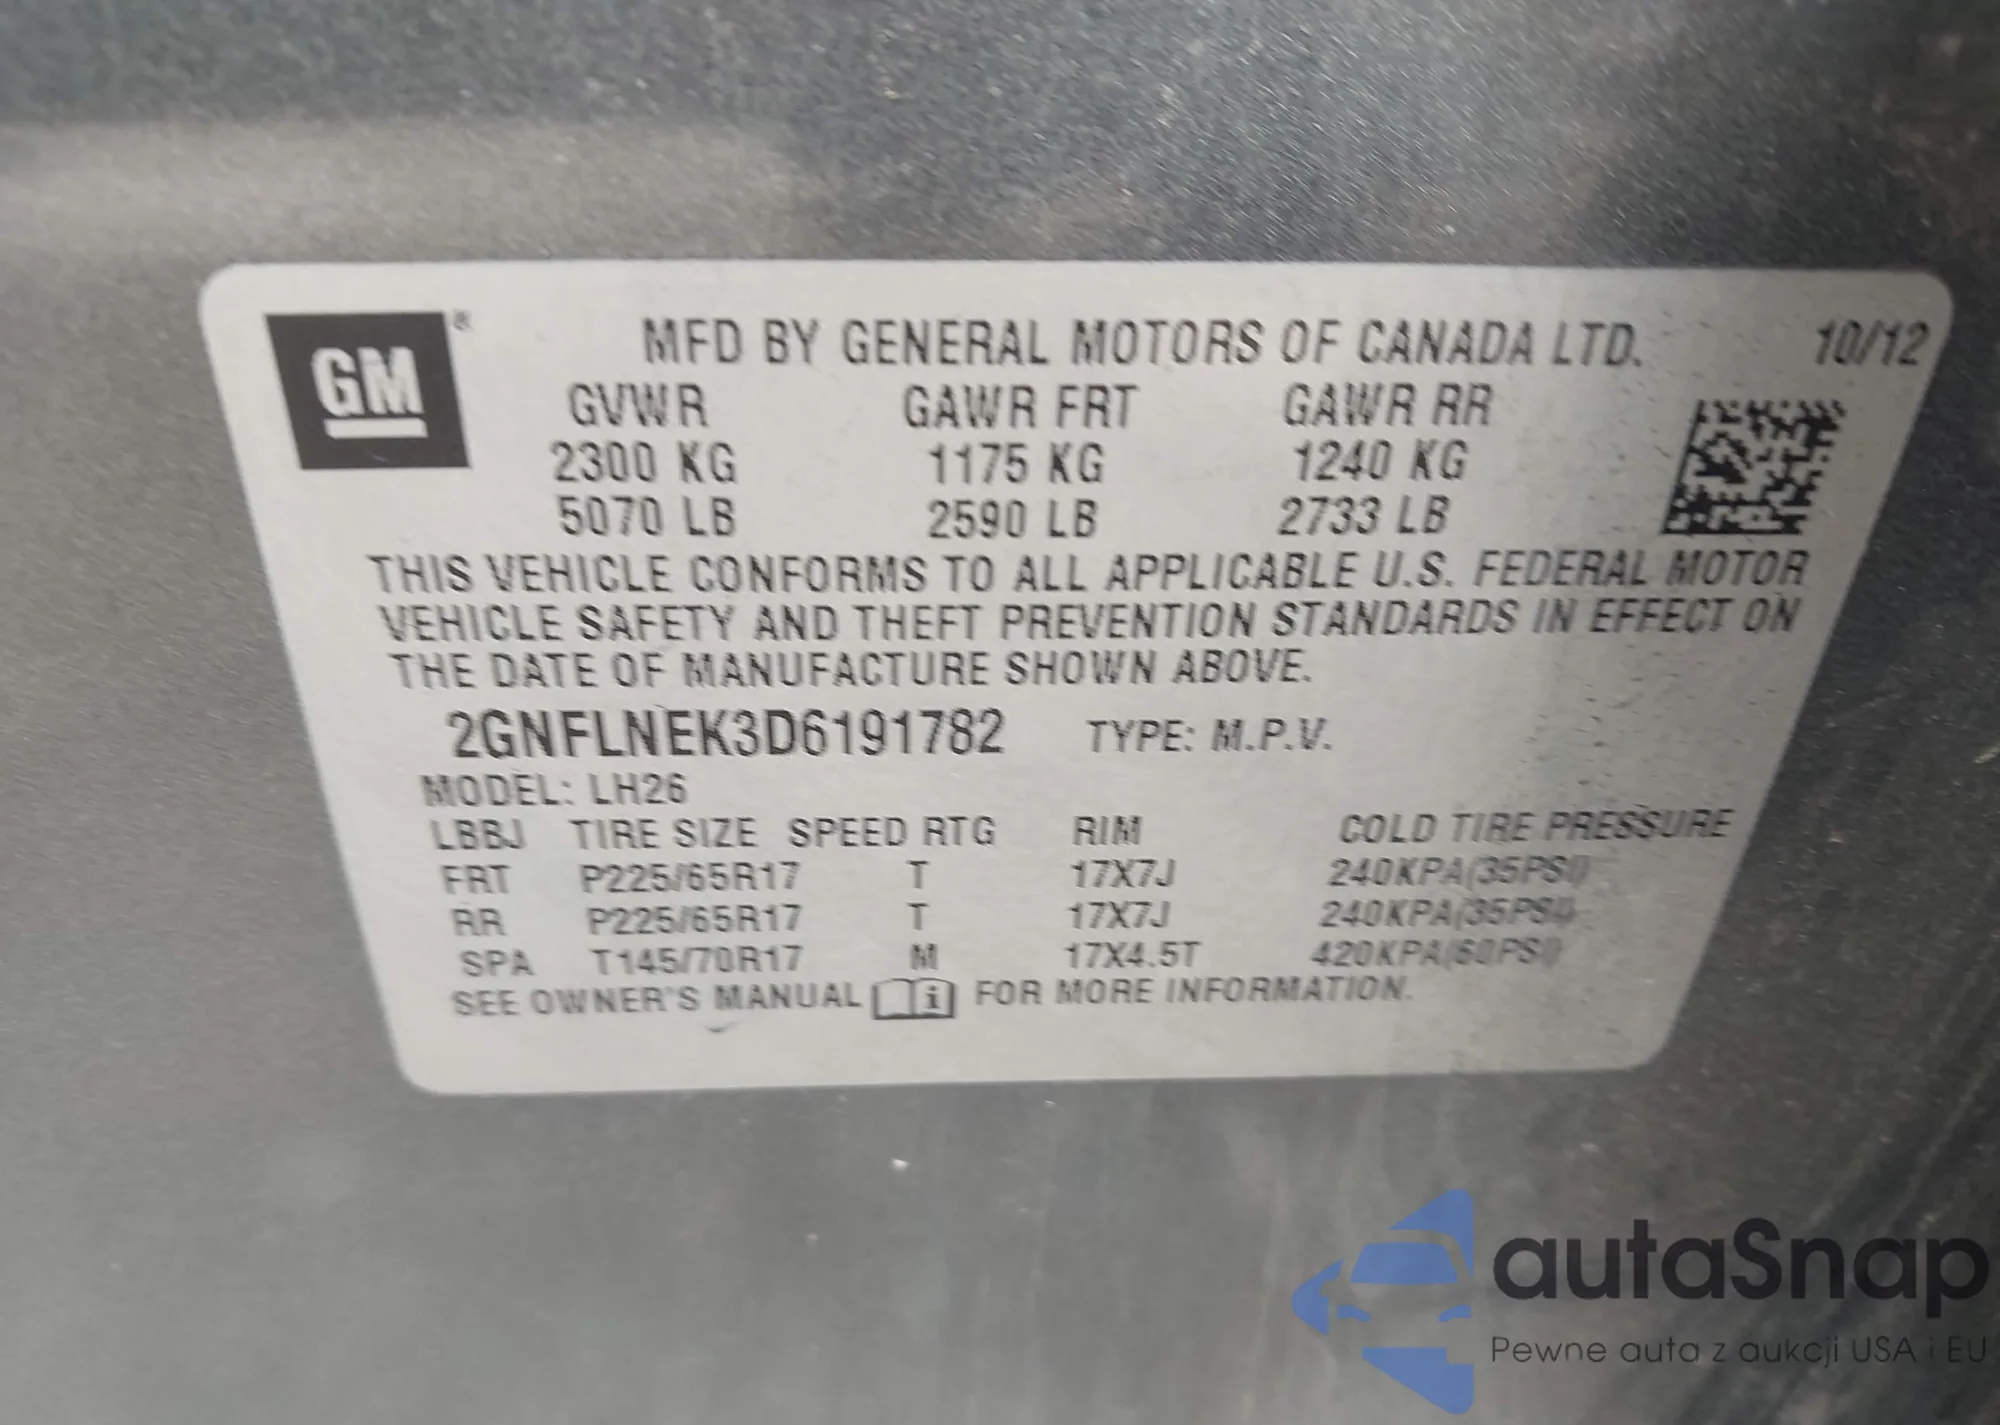 GM ®
MFD BY GENERAL MOTORS OF CANADA LTD. 10/12
GVWR GAWR FRT GAWR RR
2300 KG 1175 KG 1240 KG
5070 LB 2590 LB 2733 LB
THIS VEHICLE CONFORMS TO ALL APPLICABLE U.S. FEDERAL MOTOR
VEHICLE SAFETY AND THEFT PREVENTION STANDARDS IN EFFECT ON
THE DATE OF MANUFACTURE SHOWN ABOVE.
2GNFLNEK3D6191782 TYPE: M.P.V.
MODEL: LH26
LBBJ TIRE SIZE SPEED RTG RIM COLD TIRE PRESSURE
FRT P225/65R17 T 17X7J 240KPA(35PSI)
RR P225/65R17 T 17X7J 240KPA(35PSI)
SPA T145/70R17 M 17X4.5T 420KPA(60PSI)
SEE OWNER'S MANUAL i FOR MORE INFORMATION.
autaSnap
Pewne auta z aukcji USA i EU